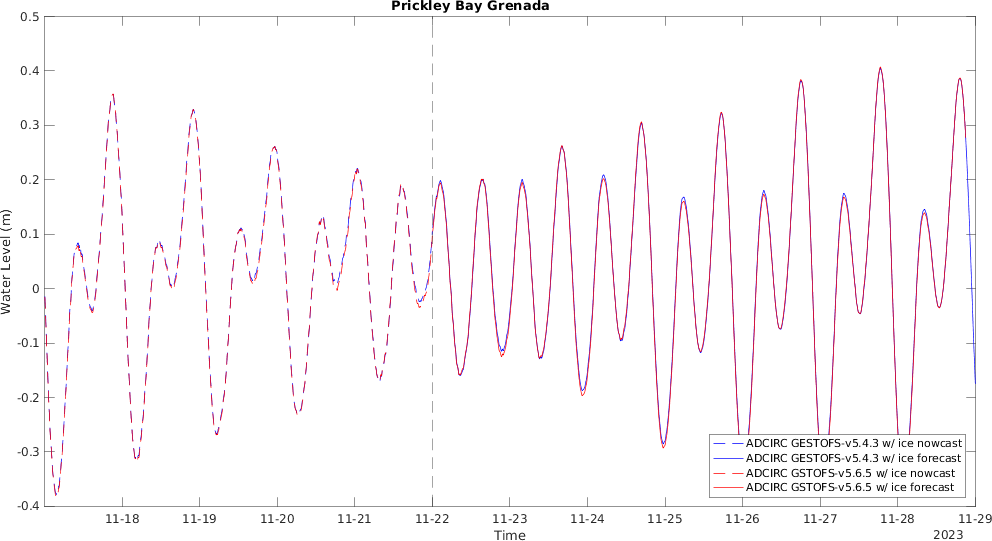 Prickley Bay Grenada
0.5
0.4
0.3
0.2
0.1
0
-0.1
-0.2
-0.3
-0.4
Water Level (m)
ADCIRC GESTOFS-v5.4.3 w/ ice nowcast
ADCIRC GESTOFS-v5.4.3 w/ ice forecast
ADCIRC GSTOFS-v5.6.5 w/ ice nowcast
ADCIRC GSTOFS-v5.6.5 w/ ice forecast
11-18 11-19 11-20 11-21 11-22 11-23 11-24 11-25 11-26 11-27 11-28 11-29
Time
2023